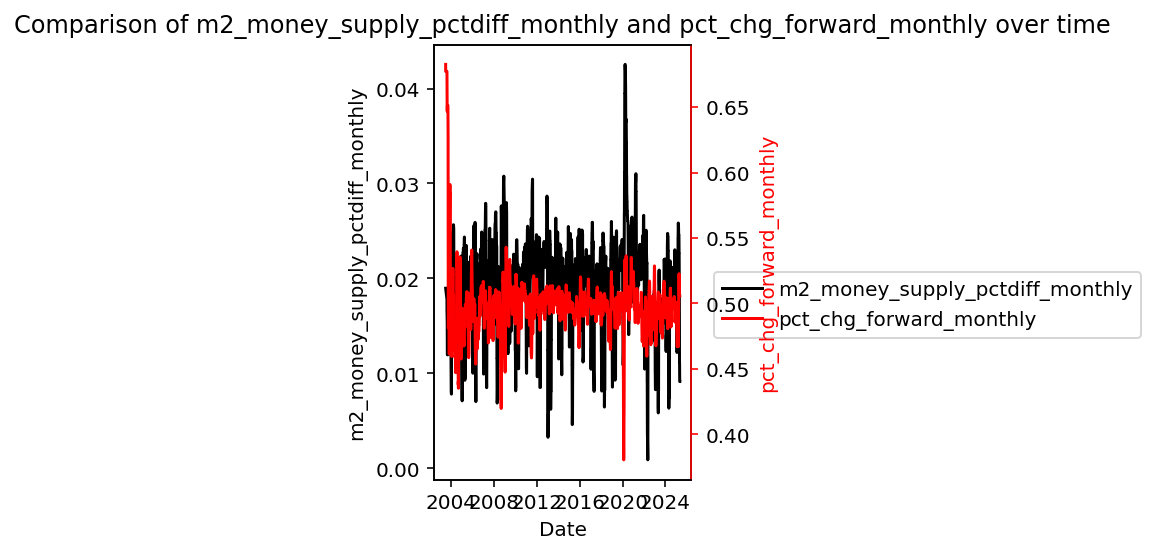 Comparison of m2_money_supply_pctdiff_monthly and pct_chg_forward_monthly over time
m2_money_supply_pctdiff_monthly
0.04
0.03
0.02
0.01
0.00
0.65
0.60
0.55
0.50
0.45
0.40
pct_chg_forward_monthly
m2_money_supply_pctdiff_monthly
pct_chg_forward_monthly
2004 2008 2012 2016 2020 2024
Date